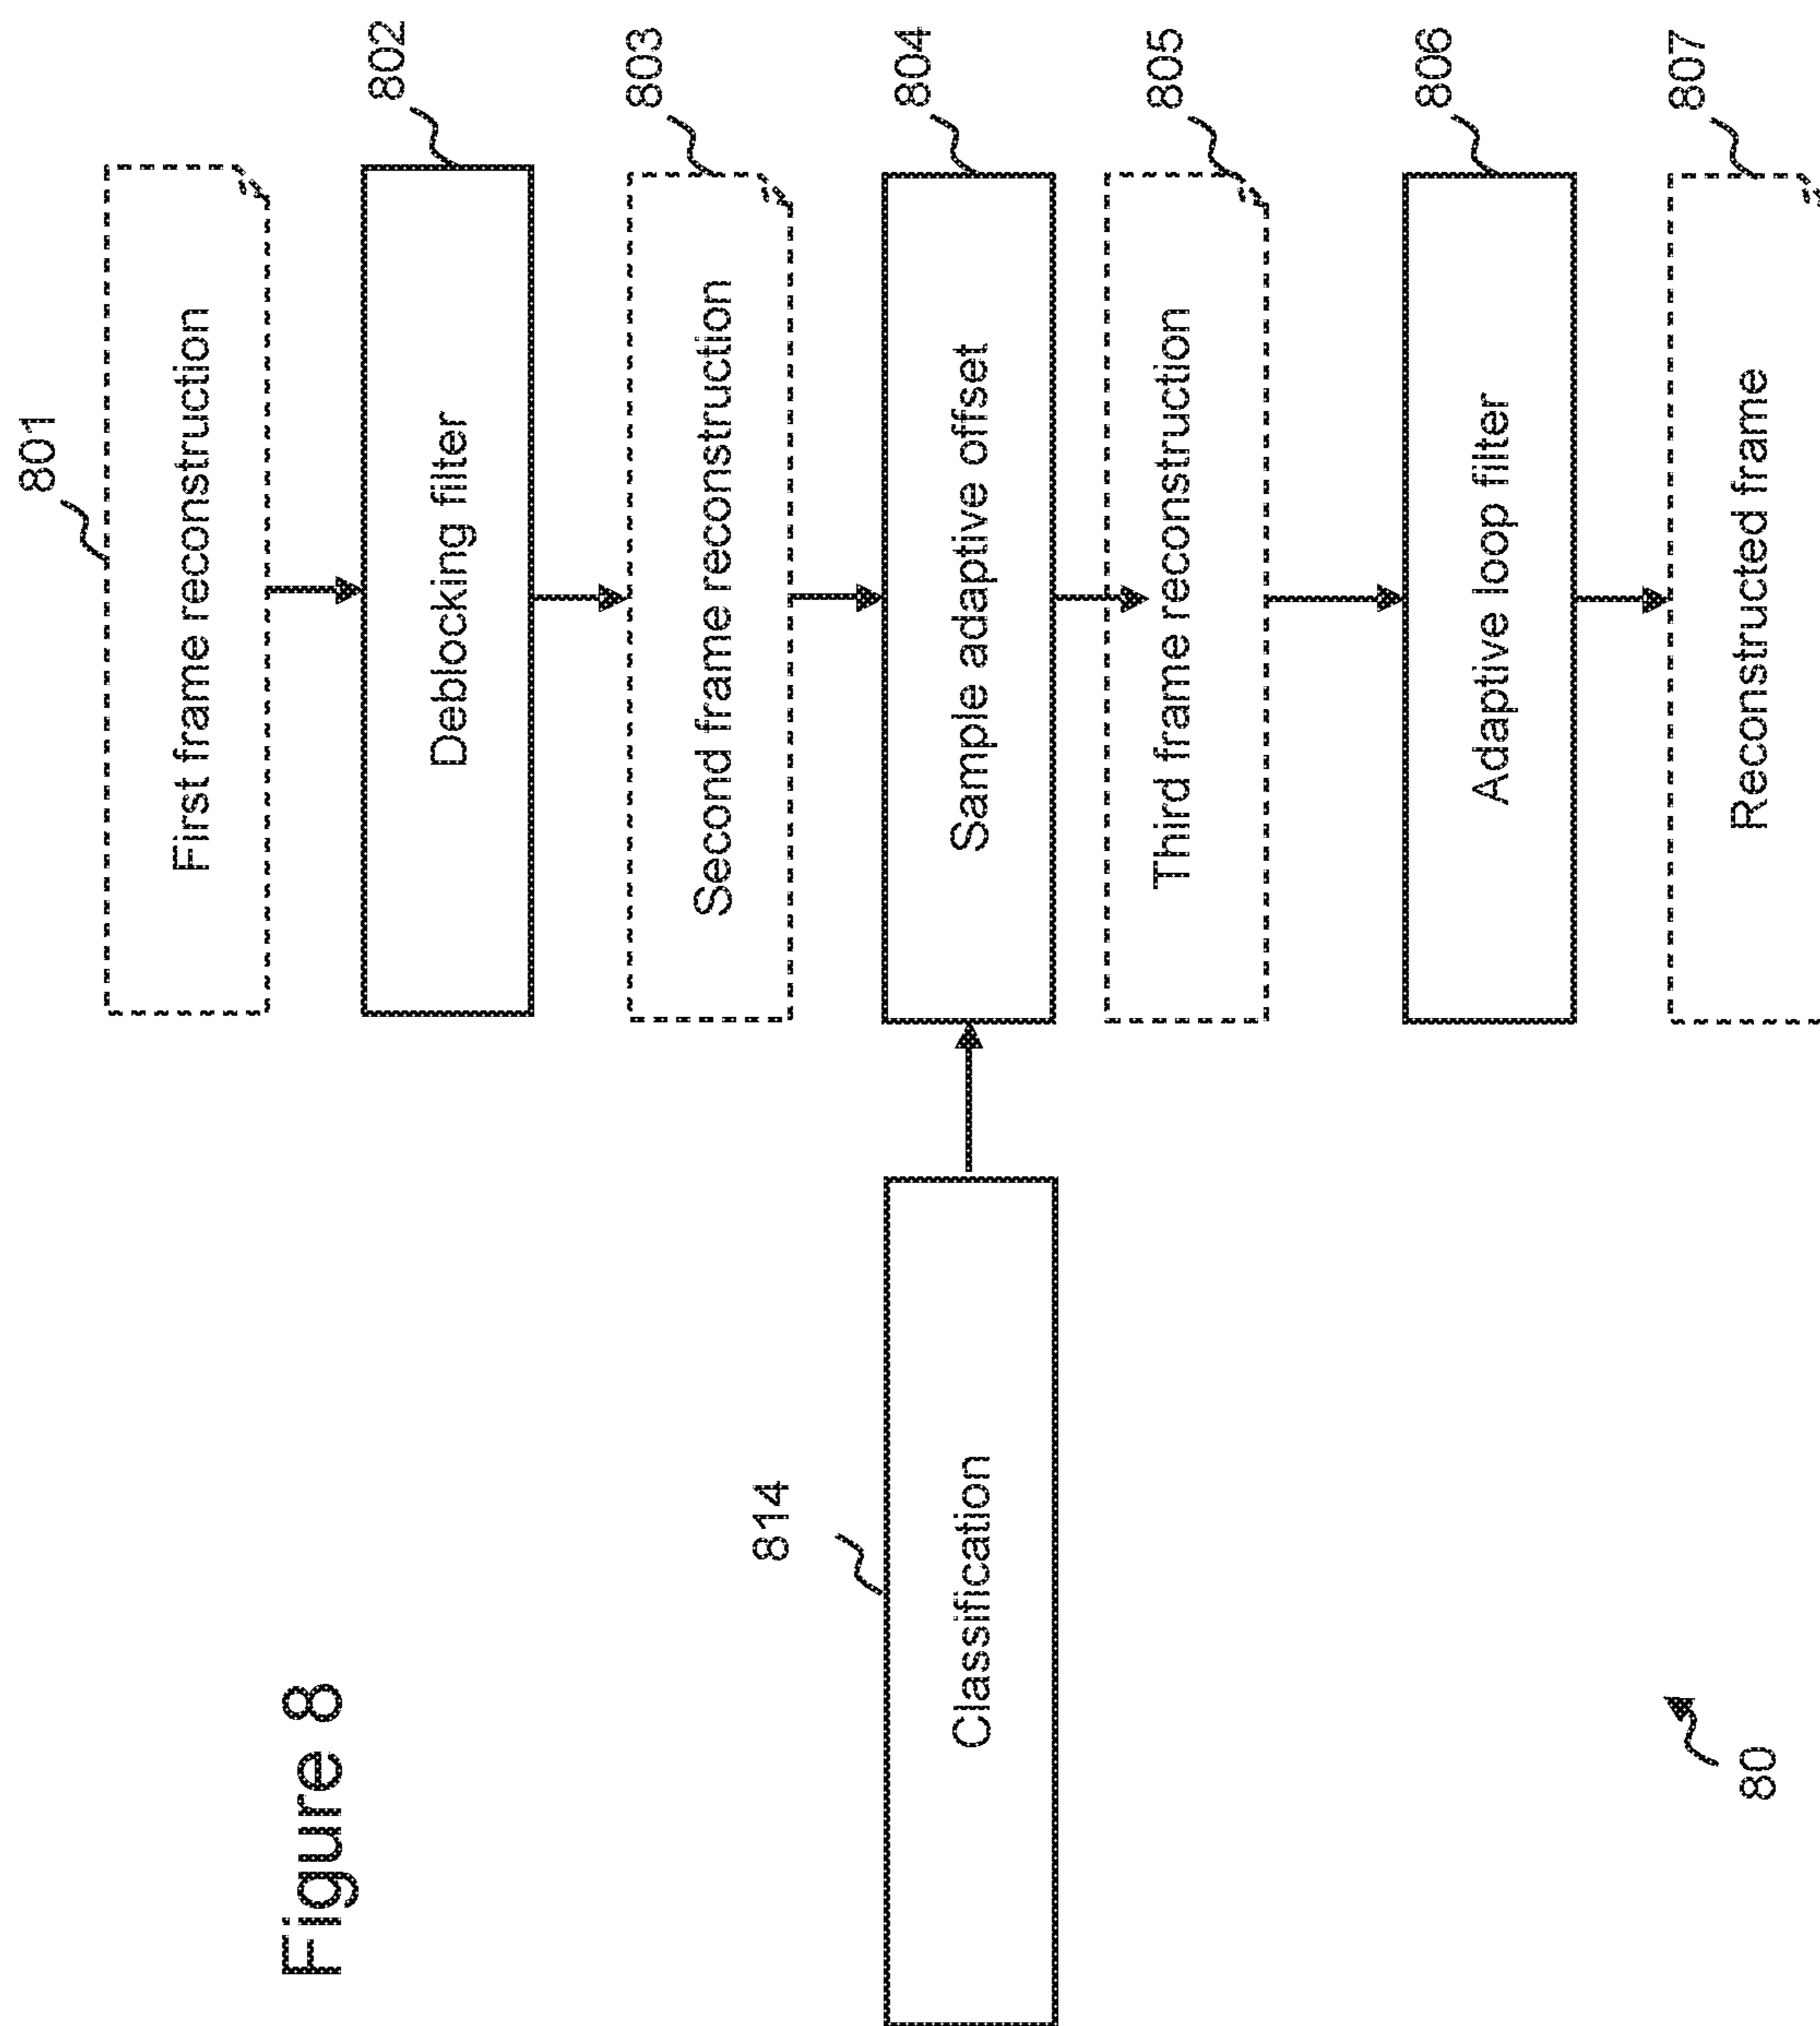 Figure 8
801
First frame reconstruction
802
Deblocking filter
803
Second frame reconstruction
814
Classification
804
Sample adaptive offset
805
Third frame reconstruction
806
Adaptive loop filter
807
Reconstructed frame
80